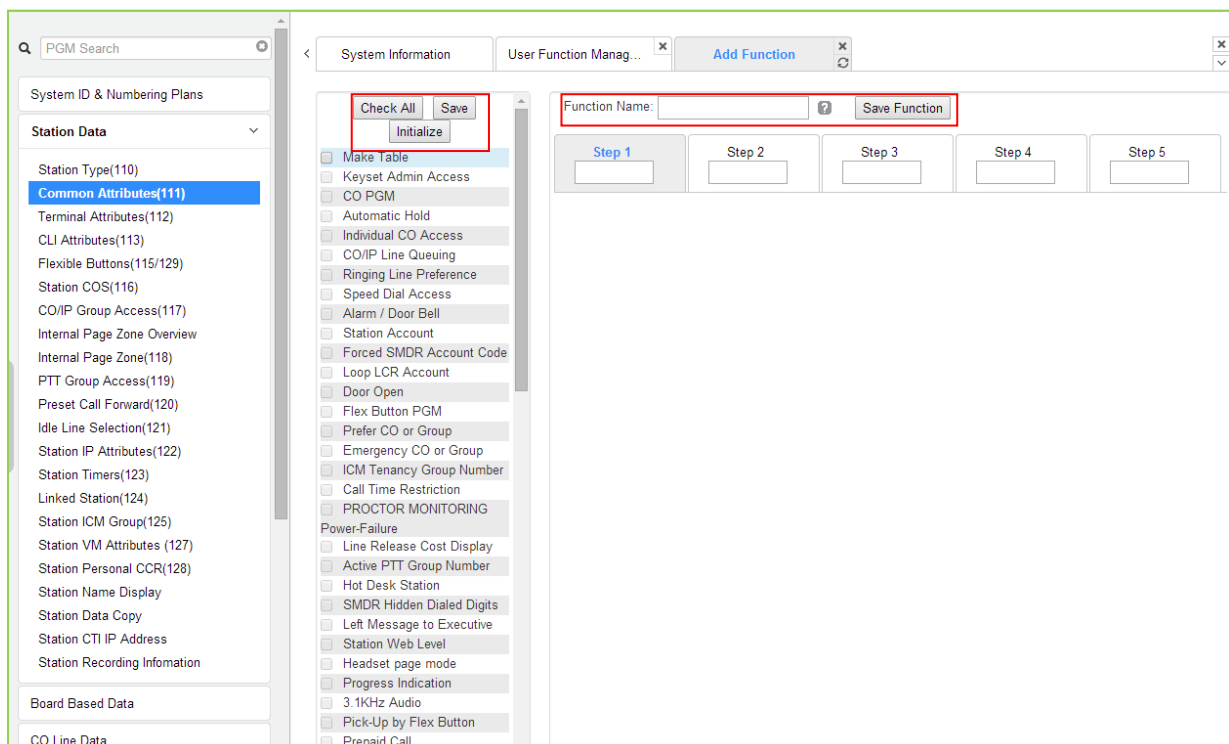 PGM Search
System ID & Numbering Plans
Station Data
Station Type(110)
Common Attributes(111)
Terminal Attributes(112)
CLI Attributes(113)
Flexible Buttons(115/129)
Station COS(116)
CO/IP Group Access(117)
Internal Page Zone Overview
Internal Page Zone(118)
PTT Group Access(119)
Preset Call Forward(120)
Idle Line Selection(121)
Station IP Attributes(122)
Station Timers(123)
Linked Station(124)
Station ICM Group(125)
Station VM Attributes (127)
Station Personal CCR(128)
Station Name Display
Station Data Copy
Station CTI IP Address
Station Recording Infomation
Board Based Data
CO Line Data
System Information
User Function Manag...
Add Function
Check All
Save
Initialize
Make Table
Keyset Admin Access
CO PGM
Automatic Hold
Individual CO Access
CO/IP Line Queuing
Ringing Line Preference
Speed Dial Access
Alarm / Door Bell
Station Account
Forced SMDR Account Code
Loop LCR Account
Door Open
Flex Button PGM
Prefer CO or Group
Emergency CO or Group
ICM Tenancy Group Number
Call Time Restriction
PROCTOR MONITORING
Power-Failure
Line Release Cost Display
Active PTT Group Number
Hot Desk Station
SMDR Hidden Dialed Digits
Left Message to Executive
Station Web Level
Headset page mode
Progress Indication
3.1KHz Audio
Pick-Up by Flex Button
Prepaid Call
Function Name:
?
Save Function
Step 1
Step 2
Step 3
Step 4
Step 5